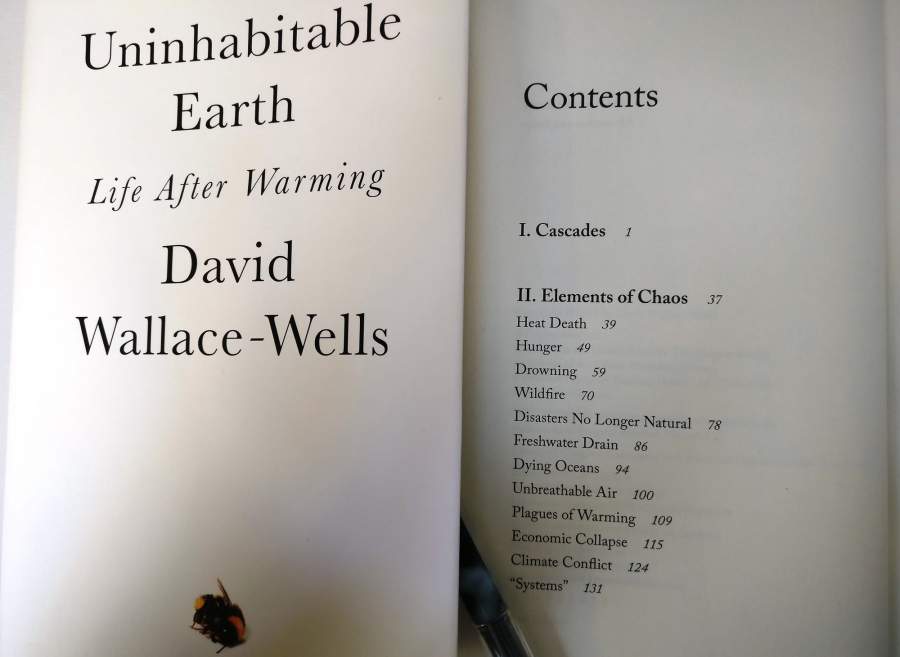 Uninhabitable
Earth
Life After Warming
David
Wallace-Wells
Contents
I. Cascades 1
II. Elements of Chaos 37
Heat Death 39
Hunger 49
Drowning 59
Wildfire 70
Disasters No Longer Natural 78
Freshwater Drain 86
Dying Oceans 94
Unbreathable Air 100
Plagues of Warming 109
Economic Collapse 115
Climate Conflict 124
“Systems” 131